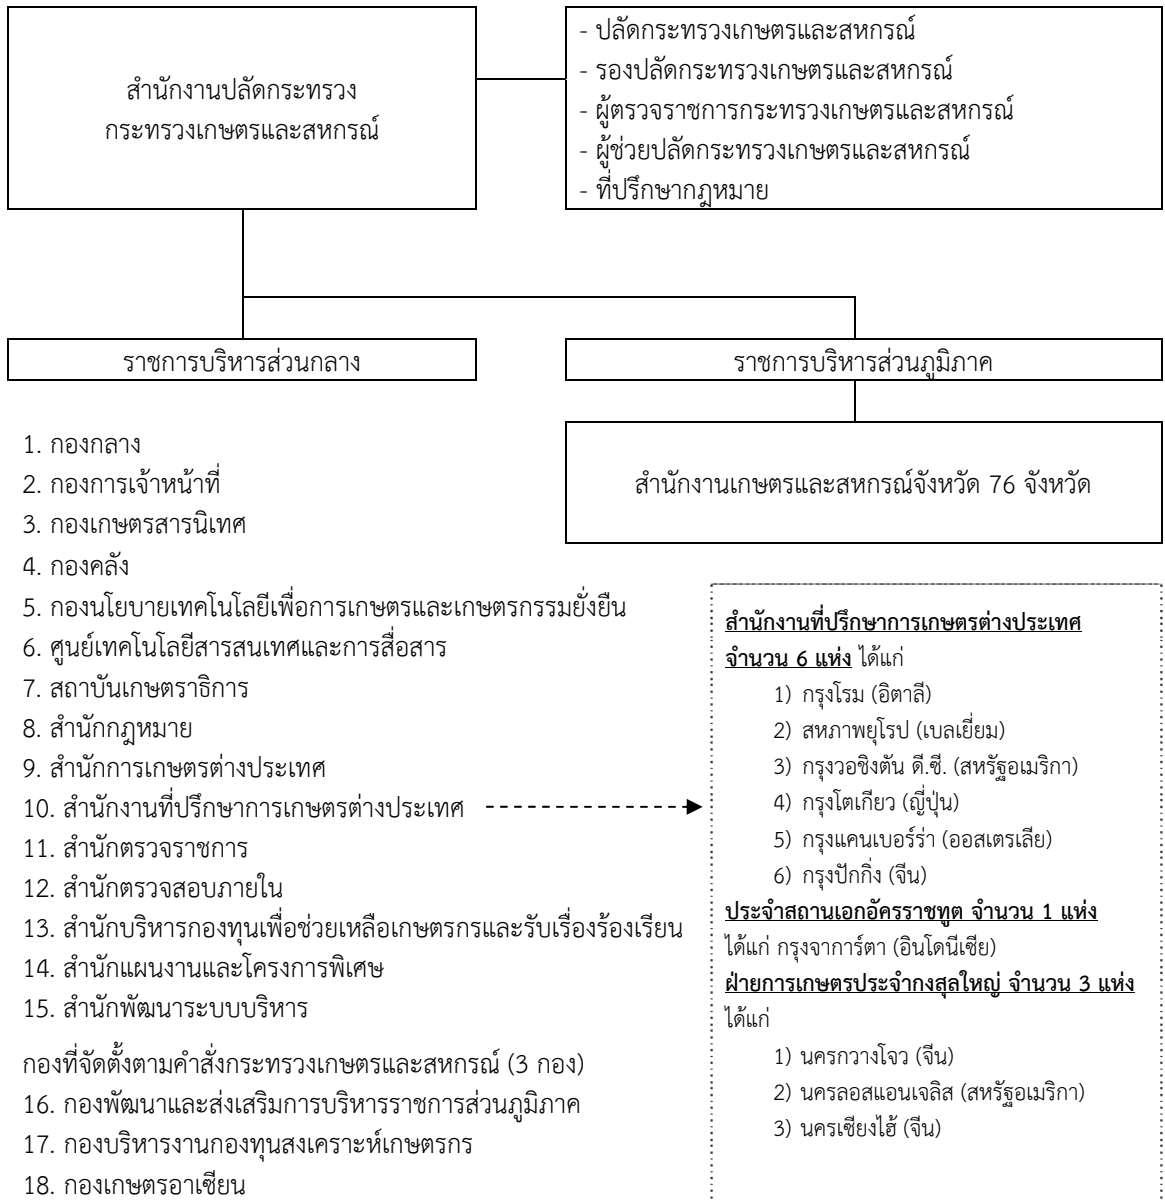 สำนักงานปลัดกระทรวง
กระทรวงเกษตรและสหกรณ์
- ปลัดกระทรวงเกษตรและสหกรณ์
- รองปลัดกระทรวงเกษตรและสหกรณ์
- ผู้ตรวจราชการกระทรวงเกษตรและสหกรณ์
- ผู้ช่วยปลัดกระทรวงเกษตรและสหกรณ์
- ที่ปรึกษากฎหมาย
ราชการบริหารส่วนกลาง
ราชการบริหารส่วนภูมิภาค
สำนักงานเกษตรและสหกรณ์จังหวัด 76 จังหวัด
1. กองกลาง
2. กองการเจ้าหน้าที่
3. กองเกษตรสารนิเทศ
4. กองคลัง
5. กองนโยบายเทคโนโลยีเพื่อการเกษตรและเกษตรกรรมยั่งยืน
6. ศูนย์เทคโนโลยีสารสนเทศและการสื่อสาร
7. สถาบันเกษตราธิการ
8. สำนักกฎหมาย
9. สำนักการเกษตรต่างประเทศ
10. สำนักงานที่ปรึกษาการเกษตรต่างประเทศ
11. สำนักตรวจราชการ
12. สำนักตรวจสอบภายใน
13. สำนักบริหารกองทุนเพื่อช่วยเหลือเกษตรกรและรับเรื่องร้องเรียน
14. สำนักแผนงานและโครงการพิเศษ
15. สำนักพัฒนาระบบบริหาร
กองที่จัดตั้งตามคำสั่งกระทรวงเกษตรและสหกรณ์ (3 กอง)
16. กองพัฒนาและส่งเสริมการบริหารราชการส่วนภูมิภาค
17. กองบริหารงานกองทุนสงเคราะห์เกษตรกร
18. กองเกษตรอาเซียน
สำนักงานที่ปรึกษาการเกษตรต่างประเทศ
จำนวน 6 แห่ง ได้แก่
1) กรุงโรม (อิตาลี)
2) สหภาพยุโรป (เบลเยี่ยม)
3) กรุงวอชิงตัน ดี.ซี. (สหรัฐอเมริกา)
4) กรุงโตเกียว (ญี่ปุ่น)
5) กรุงแคนเบอร์ร่า (ออสเตรเลีย)
6) กรุงปักกิ่ง (จีน)
ประจำสถานเอกอัครราชทูต จำนวน 1 แห่ง
ได้แก่ กรุงจาการ์ตา (อินโดนีเซีย)
ฝ่ายการเกษตรประจำกงสุลใหญ่ จำนวน 3 แห่ง
ได้แก่
1) นครกวางโจว (จีน)
2) นครลอสแอนเจลิส (สหรัฐอเมริกา)
3) นครเซี่ยงไฮ้ (จีน)